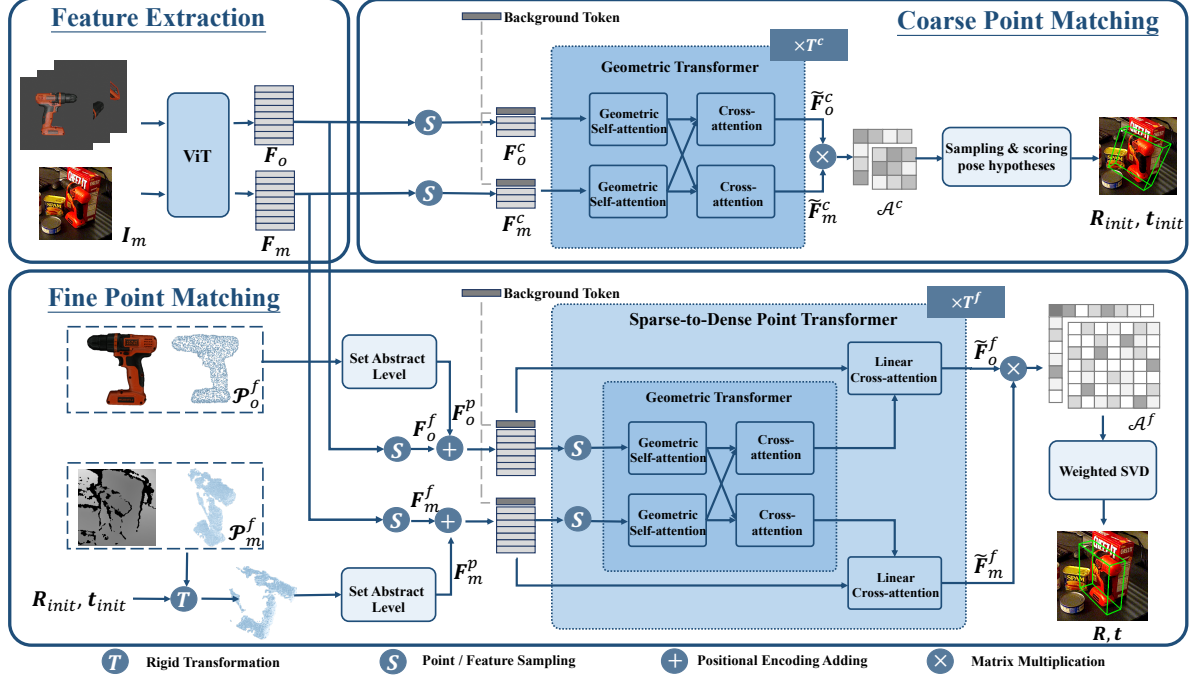 Feature Extraction
ViT
F_o
F_m
I_m
Background Token
Coarse Point Matching
×T^c
Geometric Transformer
Geometric
Self-attention
Cross-
attention
Geometric
Self-attention
Cross-
attention
S
S
F_o^c
F_m^c
F̃_o^c
F̃_m^c
×
𝒜^c
Sampling & scoring
pose hypotheses
R_init, t_init
Fine Point Matching
Background Token
×T^f
Sparse-to-Dense Point Transformer
𝒫_o^f
Set Abstract
Level
F_o^f
F_o^p
S
+
S
Geometric Transformer
Geometric
Self-attention
Cross-
attention
Geometric
Self-attention
Cross-
attention
Linear
Cross-attention
Linear
Cross-attention
F̃_o^f
F̃_m^f
×
𝒜^f
Weighted SVD
R, t
𝒫_m^f
F_m^f
F_m^p
S
+
S
R_init, t_init
T
Set Abstract
Level
T Rigid Transformation
S Point / Feature Sampling
+ Positional Encoding Adding
× Matrix Multiplication